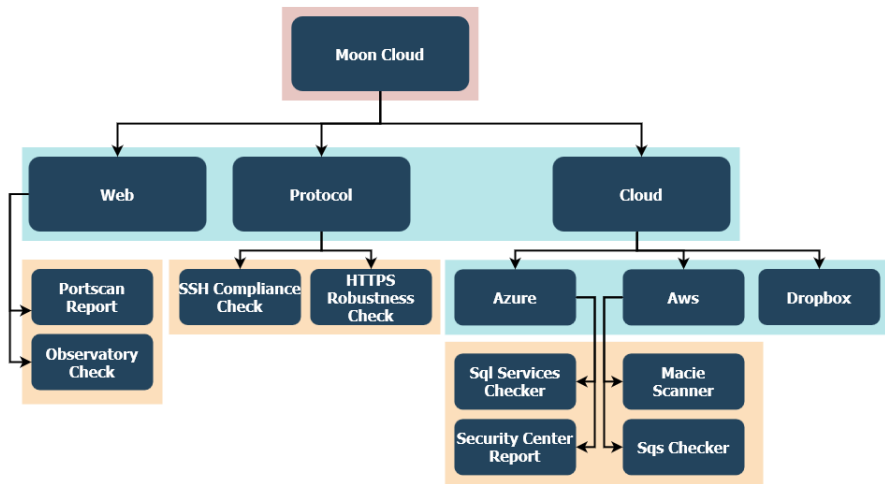 Moon Cloud
Web
Protocol
Cloud
Portscan
Report
Observatory
Check
SSH Compliance
Check
HTTPS
Robustness
Check
Azure
Aws
Dropbox
Sql Services
Checker
Security Center
Report
Macie
Scanner
Sqs Checker